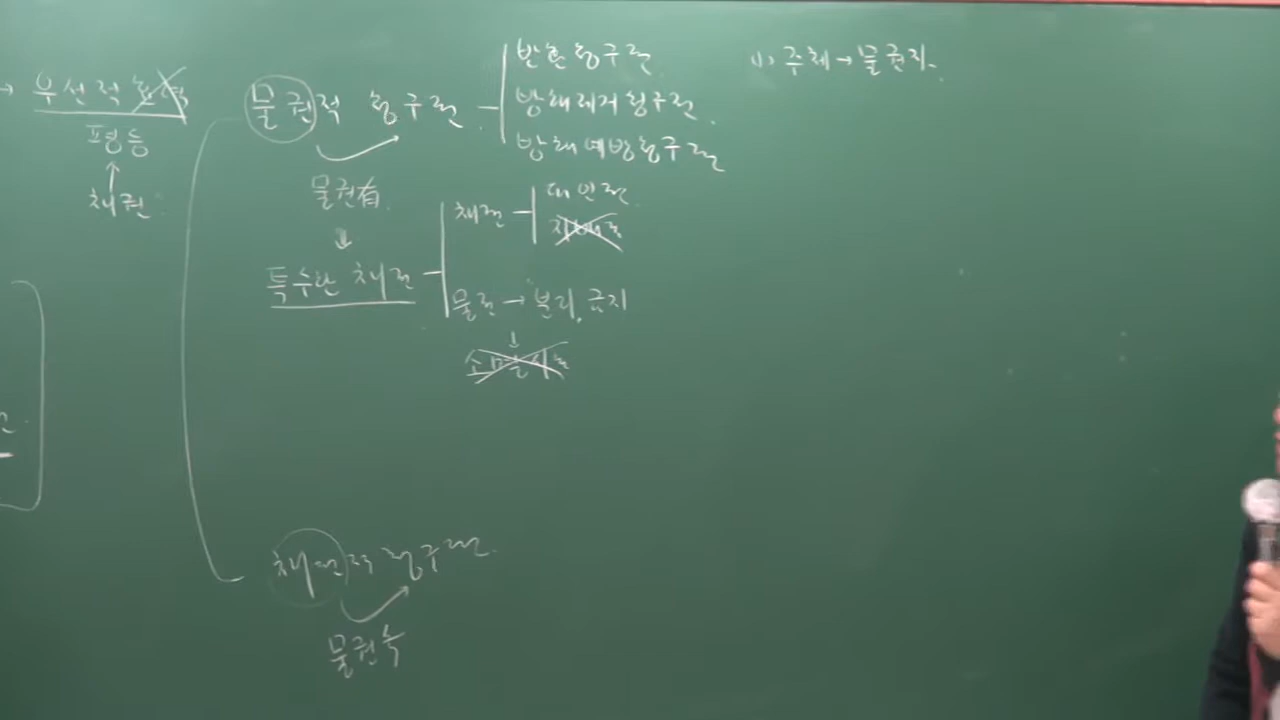 → 우선적 효력
평등
↑
채권
물권적 청구권
반환청구권
방해제거청구권.
방해예방청구권
물권有.
↓
특수한 채권
채권
대인권.
지배권
물권 → 분리, 금지
↓
소멸시효
채권적 청구권.
물권
(1) 주체 → 물권자.